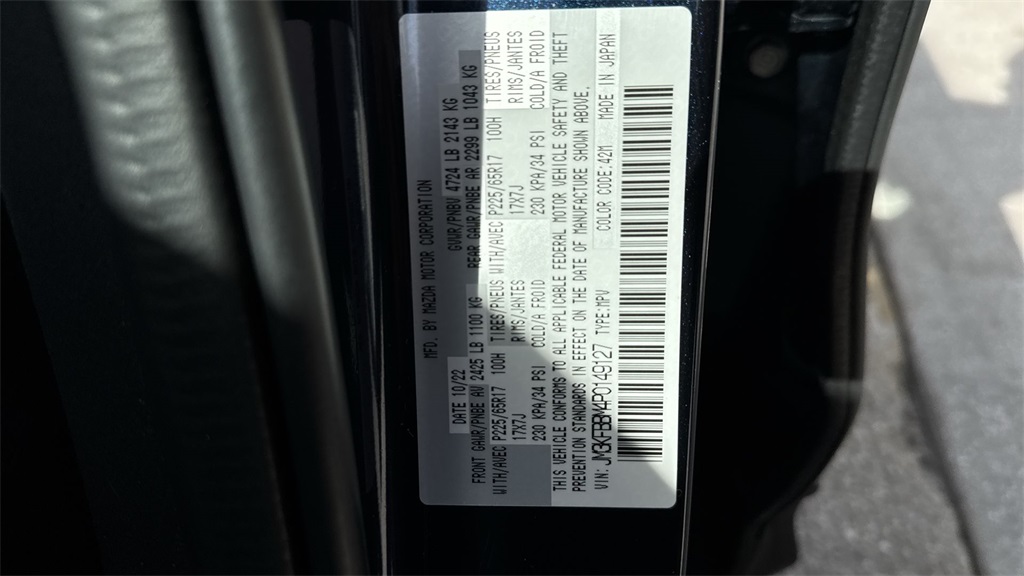 MFD. BY MAZDA MOTOR CORPORATION
DATE 10/22 GVWR/PNBV 4724 LB 2143 KG
FRONT GAWR/PNBE AV 2425 LB 1100 KG REAR GAWR/PNBE AR 2299 LB 1043 KG
WITH/AVEC P225/65R17 100H TIRES/PNEUS WITH/AVEC P225/65R17 100H TIRES/PNEUS
17X7J RIMS/JANTES 17X7J RIMS/JANTES
230 KPA/34 PSI COLD/A FROID 230 KPA/34 PSI COLD/A FROID
THIS VEHICLE CONFORMS TO ALL APPLICABLE FEDERAL MOTOR VEHICLE SAFETY AND THEFT
PREVENTION STANDARDS IN EFFECT ON THE DATE OF MANUFACTURE SHOWN ABOVE.
VIN: JM3KFBBM4P0149127 TYPE:MPV COLOR CODE:42M MADE IN JAPAN